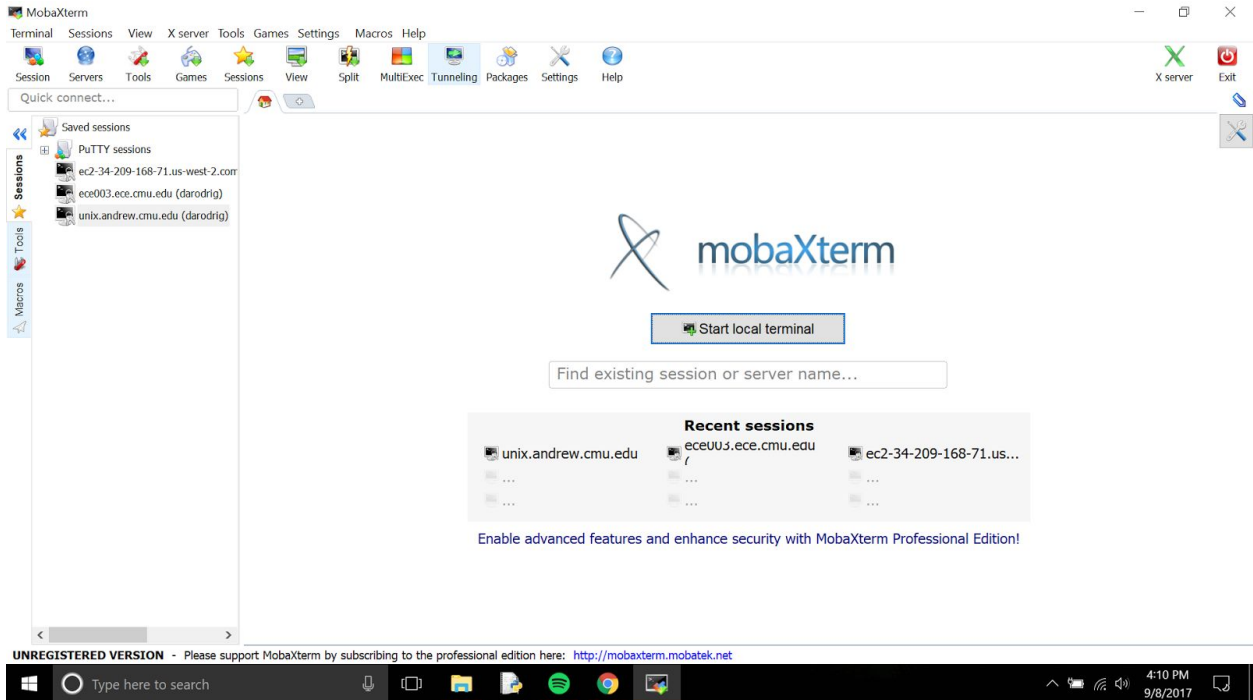 MobaXterm
Terminal Sessions View X server Tools Games Settings Macros Help
Session Servers Tools Games Sessions View Split MultiExec Tunneling Packages Settings Help X server Exit
Quick connect...
Saved sessions
PuTTY sessions
ec2-34-209-168-71.us-west-2.com
ece003.ece.cmu.edu (darodrig)
unix.andrew.cmu.edu (darodrig)
Sessions
Tools
Macros
mobaXterm
Start local terminal
Find existing session or server name...
Recent sessions
unix.andrew.cmu.edu ece003.ece.cmu.edu ( ec2-34-209-168-71.us...
... ... ...
... ... ...
Enable advanced features and enhance security with MobaXterm Professional Edition!
UNREGISTERED VERSION - Please support MobaXterm by subscribing to the professional edition here: http://mobaxterm.mobatek.net
Type here to search
4:10 PM
9/8/2017